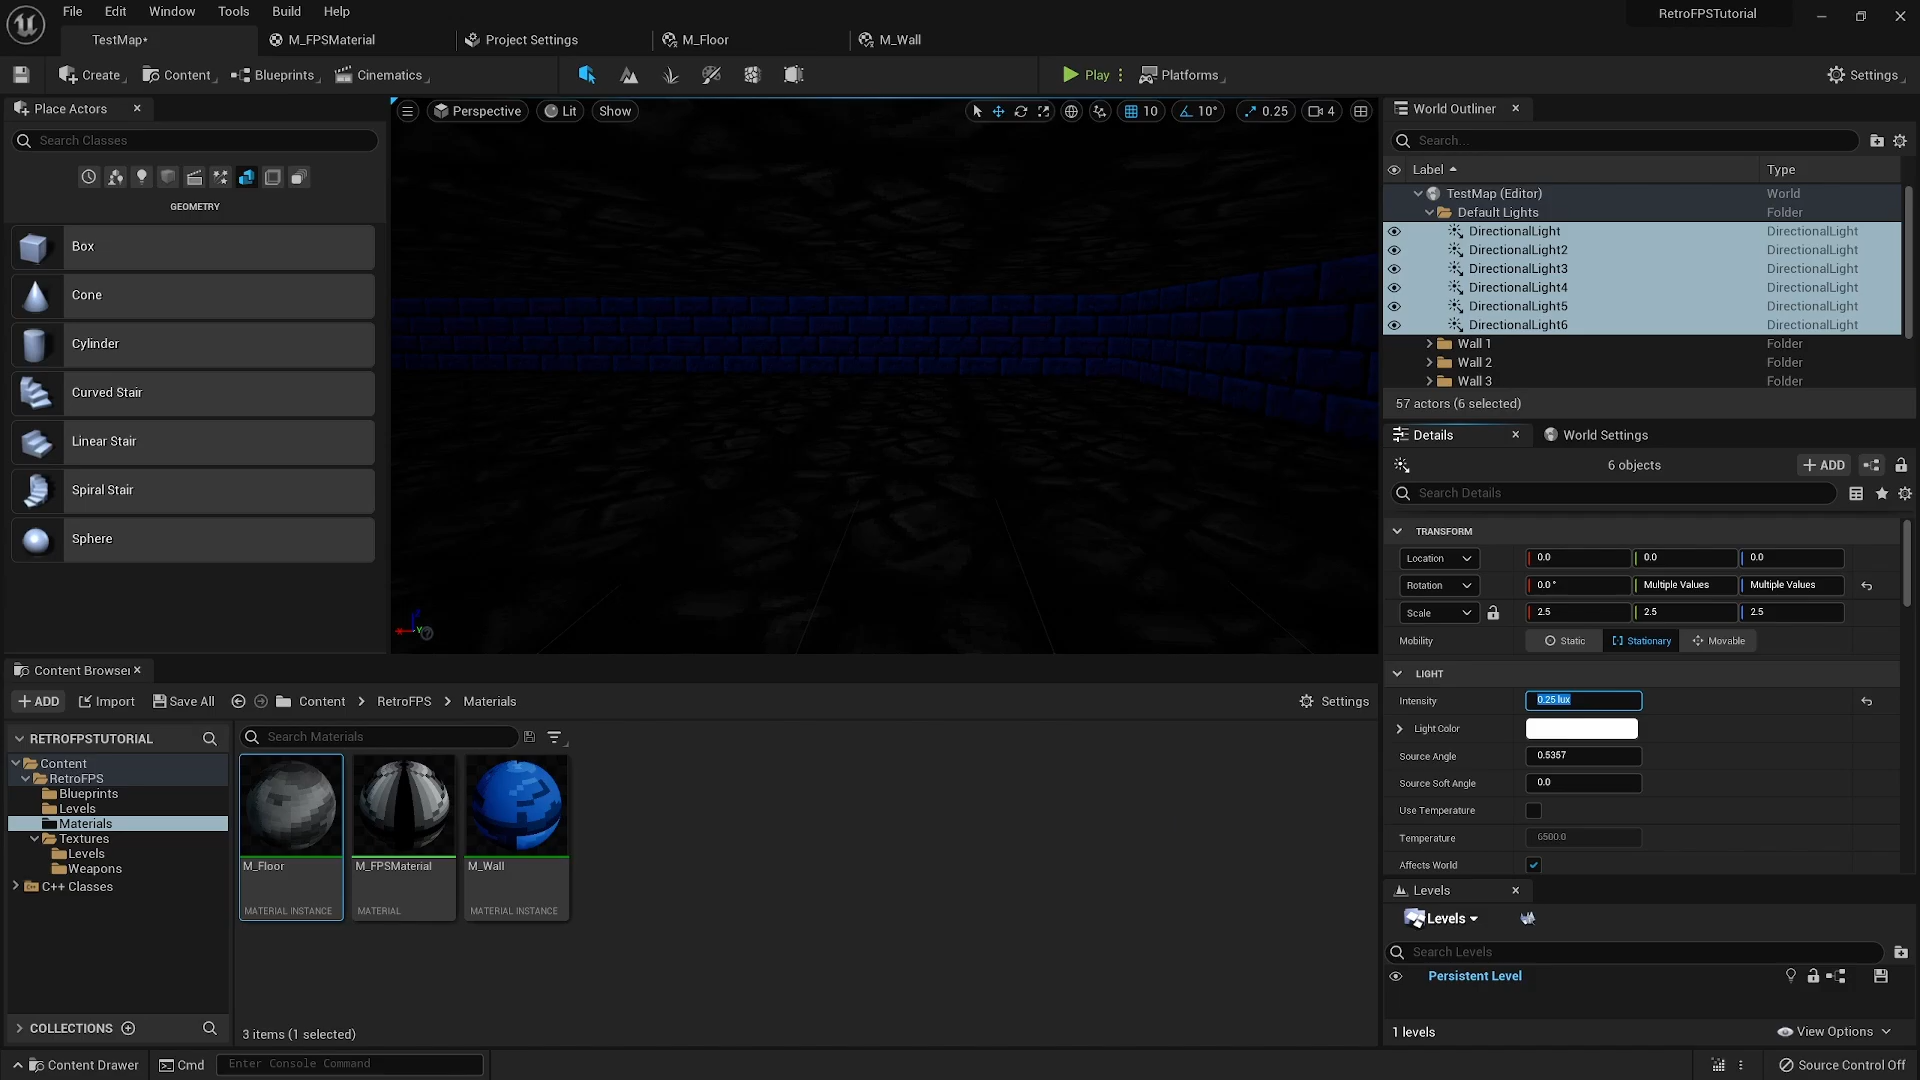 File Edit Window Tools Build Help
RetroFPSTutorial
TestMap•
M_FPSMaterial
Project Settings
M_Floor
M_Wall
Create
Content
Blueprints
Cinematics
Play
Platforms
Settings
Place Actors
Search Classes
GEOMETRY
Box
Cone
Cylinder
Curved Stair
Linear Stair
Spiral Stair
Sphere
Perspective
Lit
Show
10
10°
0.25
4
World Outliner
Search...
Label
Type
TestMap (Editor) World
Default Lights Folder
DirectionalLight DirectionalLight
DirectionalLight2 DirectionalLight
DirectionalLight3 DirectionalLight
DirectionalLight4 DirectionalLight
DirectionalLight5 DirectionalLight
DirectionalLight6 DirectionalLight
Wall 1 Folder
Wall 2 Folder
Wall 3 Folder
57 actors (6 selected)
Details
World Settings
6 objects
ADD
Search Details
TRANSFORM
Location 0.0 0.0 0.0
Rotation 0.0 ° Multiple Values Multiple Values
Scale 2.5 2.5 2.5
Mobility Static Stationary Movable
LIGHT
Intensity 0.25 lux
Light Color
Source Angle 0.5357
Source Soft Angle 0.0
Use Temperature
Temperature 6500.0
Affects World
Levels
Levels
Search Levels
Persistent Level
1 levels
View Options
Content Browser
ADD Import Save All Content RetroFPS Materials
Settings
RETROFPSTUTORIAL
Content
RetroFPS
Blueprints
Levels
Materials
Textures
Levels
Weapons
C++ Classes
COLLECTIONS
Search Materials
M_Floor
MATERIAL INSTANCE
M_FPSMaterial
MATERIAL
M_Wall
MATERIAL INSTANCE
3 items (1 selected)
Content Drawer
Cmd
Enter Console Command
Source Control Off